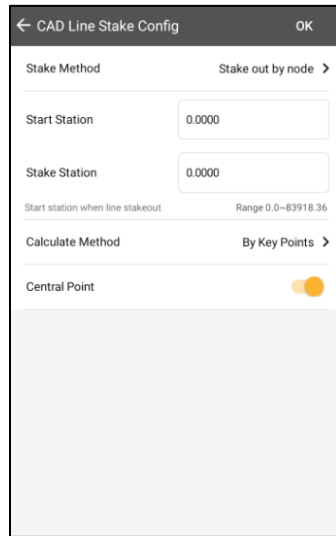 ← CAD Line Stake Config OK
Stake Method Stake out by node >
Start Station 0.0000
Stake Station 0.0000
Start station when line stakeout Range 0.0~83918.36
Calculate Method By Key Points >
Central Point